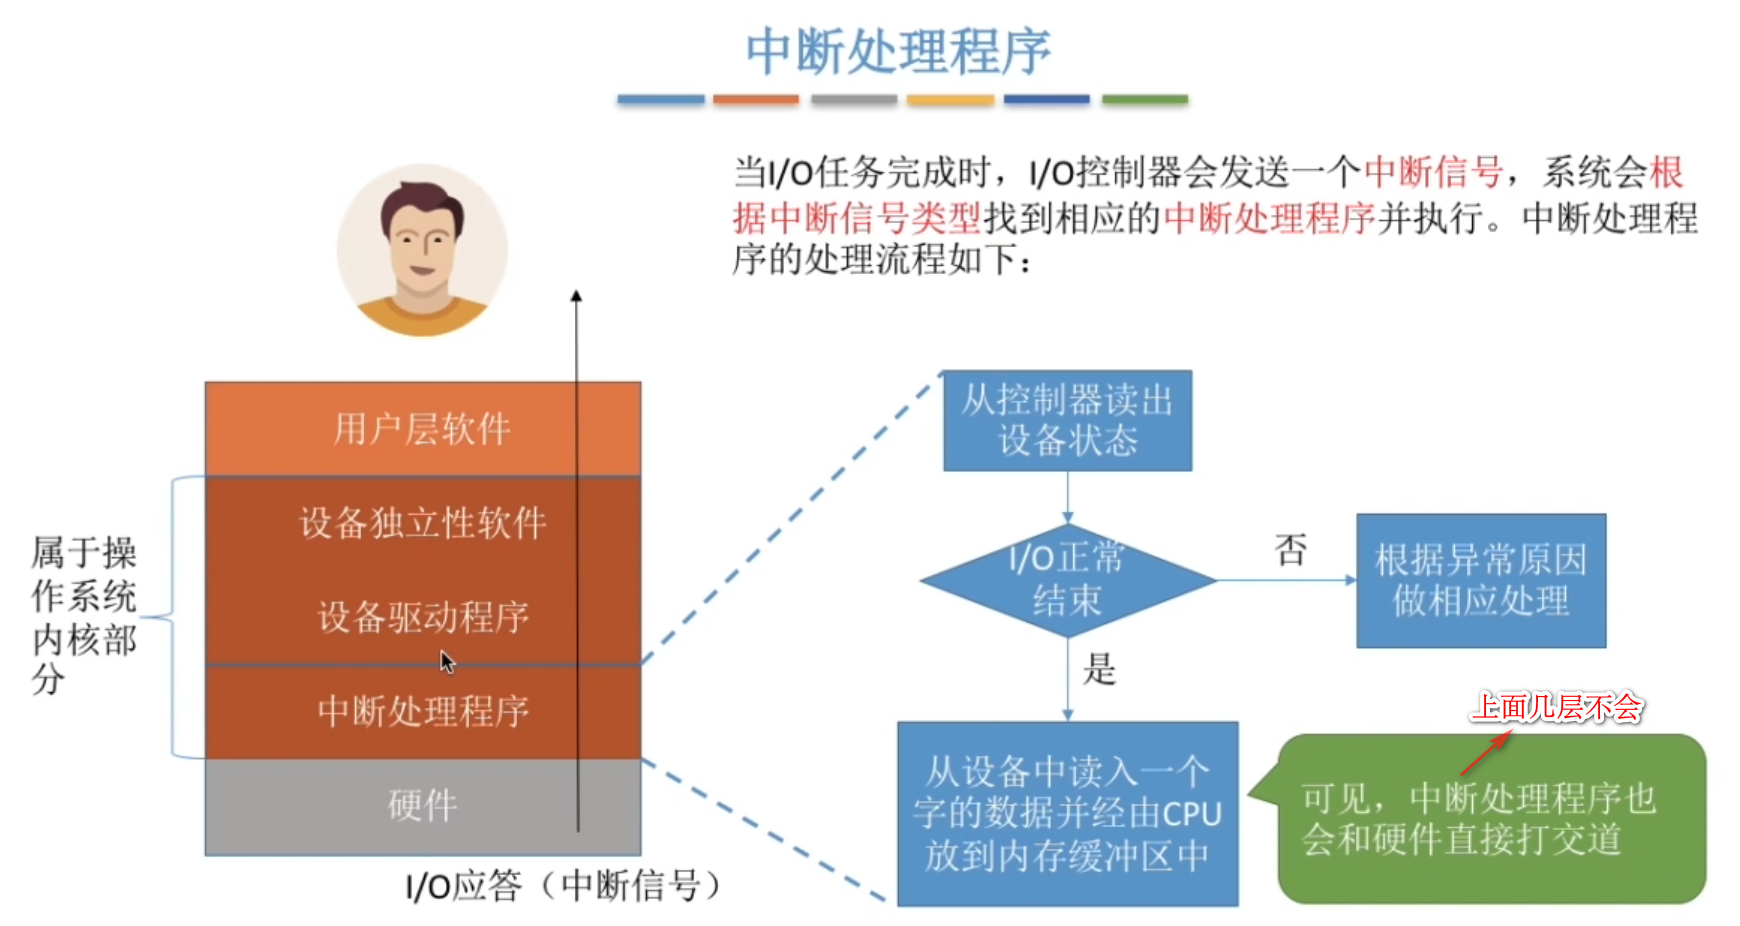 中断处理程序
当I/O任务完成时，I/O控制器会发送一个中断信号，系统会根
据中断信号类型找到相应的中断处理程序并执行。中断处理程
序的处理流程如下：
用户层软件
设备独立性软件
设备驱动程序
中断处理程序
硬件
属于操
作系统
内核部
分
I/O应答（中断信号）
从控制器读出
设备状态
I/O正常
结束
否
根据异常原因
做相应处理
是
从设备中读入一个
字的数据并经由CPU
放到内存缓冲区中
上面几层不会
可见，中断处理程序也
会和硬件直接打交道